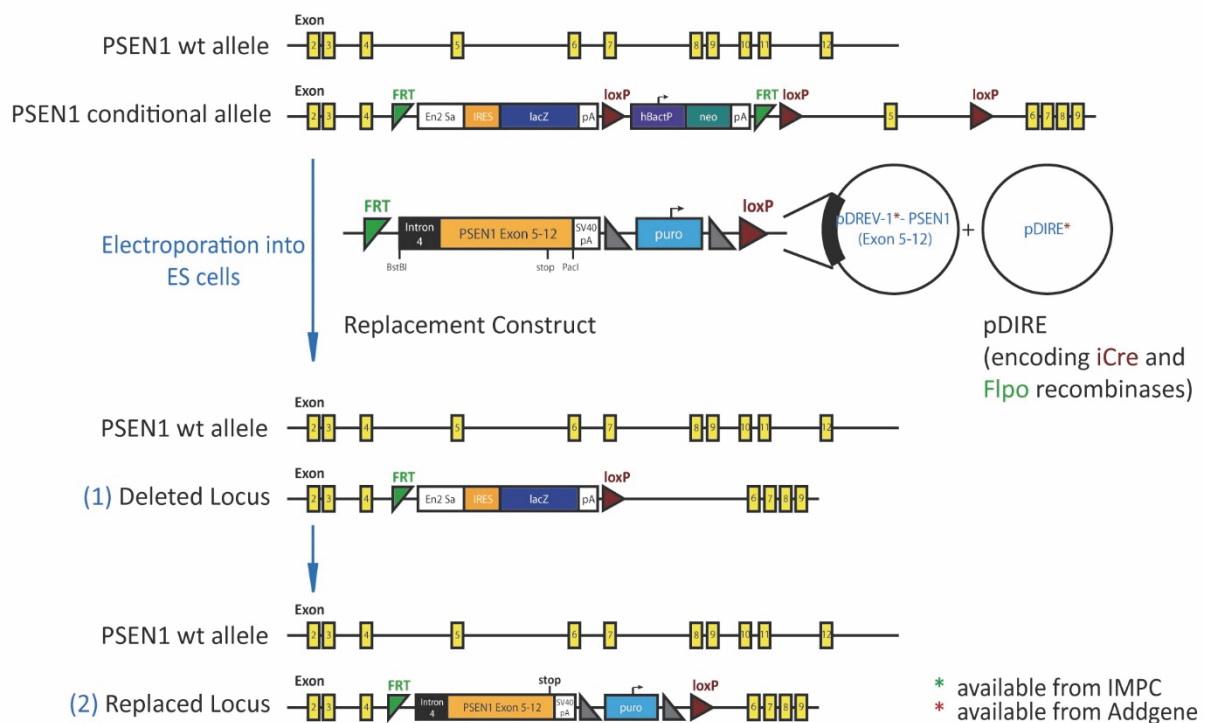 Exon
PSEN1 wt allele 2 3 4 5 6 7 8 9 10 11 12
Exon FRT loxP FRT loxP loxP
PSEN1 conditional allele 2 3 4 En2 Sa IRES lacZ pA hBactP neo pA 5 6 7 8 9
Electroporation into
ES cells
FRT loxP
Intron
4
PSEN1 Exon 5-12
SV40
pA
puro
BstBI stop PacI
Replacement Construct
pDREV-1*- PSEN1
(Exon 5-12)
+
pDIRE*
pDIRE
(encoding iCre and
Flpo recombinases)
Exon
PSEN1 wt allele 2 3 4 5 6 7 8 9 10 11 12
Exon FRT loxP
(1) Deleted Locus 2 3 4 En2 Sa IRES lacZ pA 6 7 8 9
Exon
PSEN1 wt allele 2 3 4 5 6 7 8 9 10 11 12
Exon FRT stop loxP
(2) Replaced Locus 2 3 4 Intron 4 PSEN1 Exon 5-12 SV40 pA puro 6 7 8 9
* available from IMPC
* available from Addgene